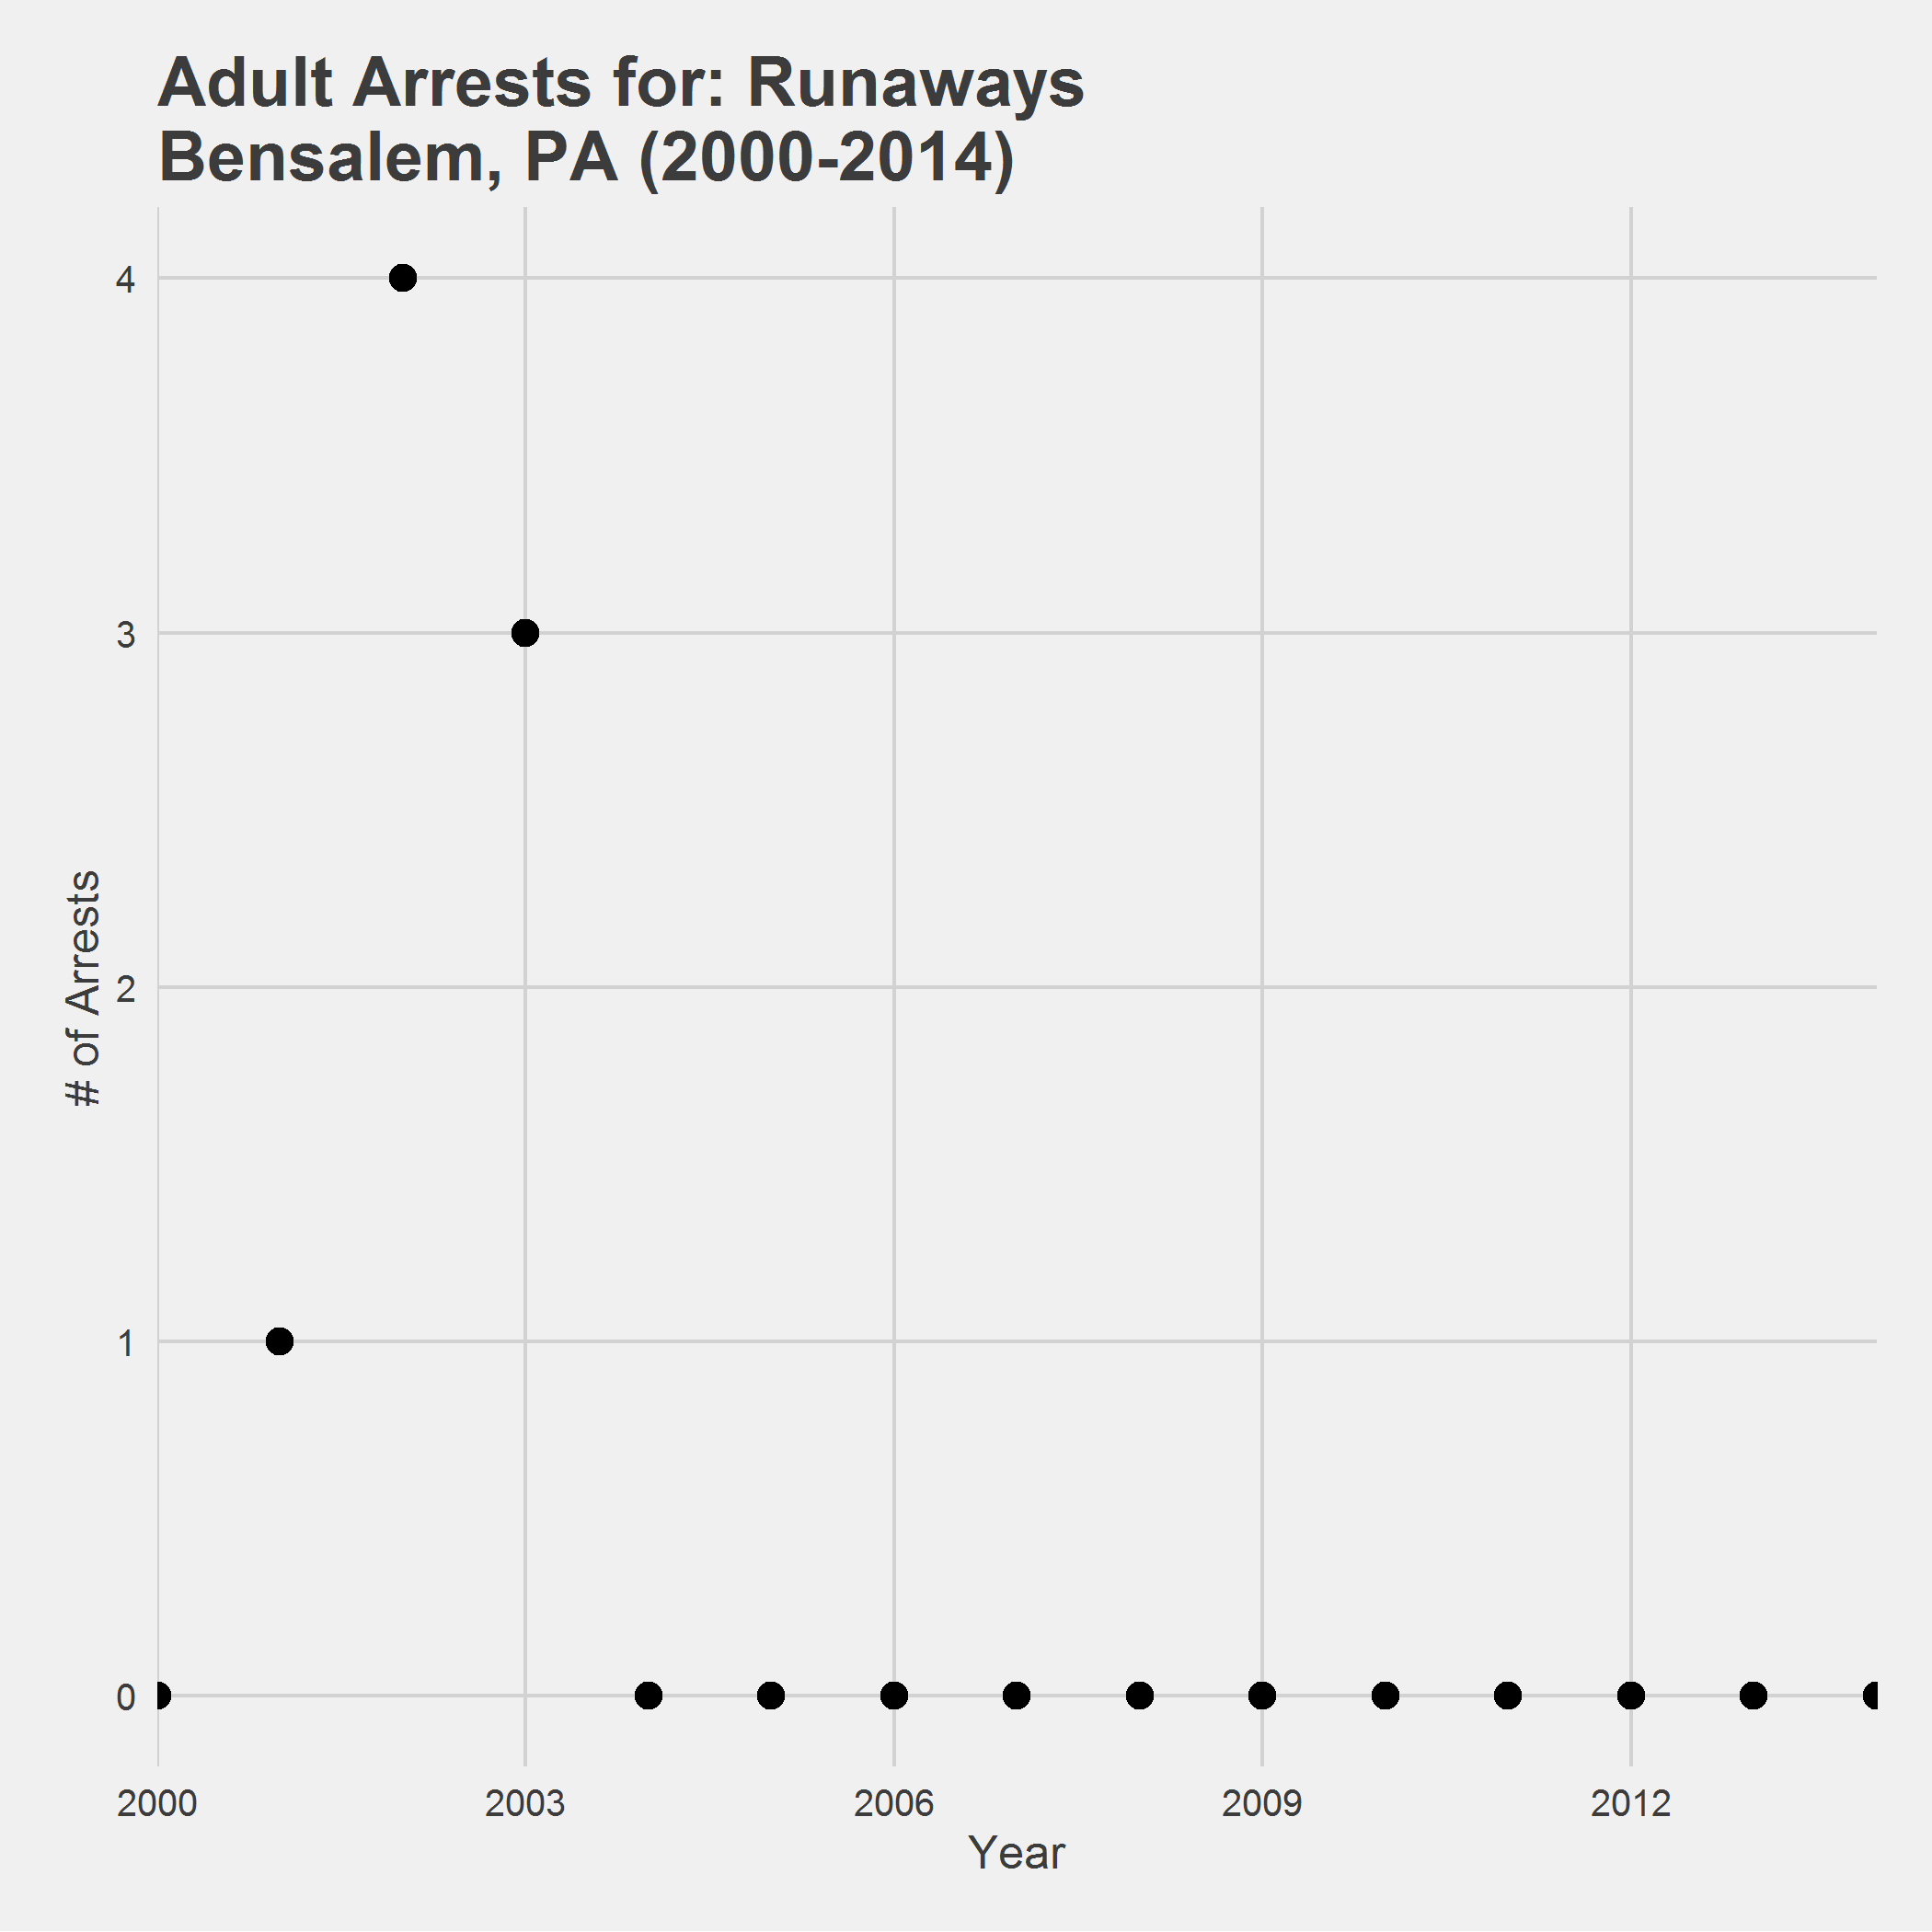 Adult Arrests for: Runaways
Bensalem, PA (2000-2014)
4
3
2
1
0
# of Arrests
2000 2003 2006 2009 2012
Year